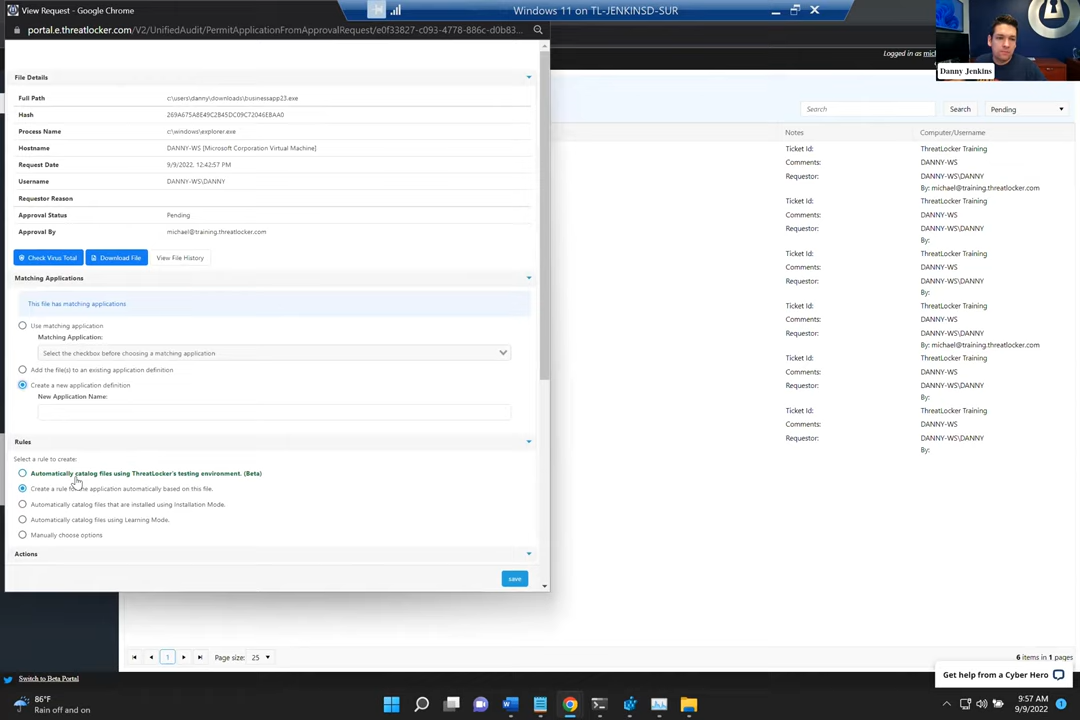 View Request - Google Chrome
Windows 11 on TL-JENKINSD-SUR
portal.e.threatlocker.com/V2/UnifiedAudit/PermitApplicationFromApprovalRequest/e0f33827-c093-4778-886c-d0b83...
Logged in as mic
Danny Jenkins
File Details
Full Path c:\users\danny\downloads\businessapp23.exe
Hash 269A675A8E49C2B45DC09C72046EBAA0
Process Name c:\windows\explorer.exe
Hostname DANNY-WS [Microsoft Corporation Virtual Machine]
Request Date 9/9/2022, 12:42:57 PM
Username DANNY-WS\DANNY
Requestor Reason
Approval Status Pending
Approval By michael@training.threatlocker.com
Check Virus Total Download File View File History
Matching Applications
This file has matching applications
Use matching application
Matching Application:
Select the checkbox before choosing a matching application
Add the file(s) to an existing application definition
Create a new application definition
New Application Name:
Rules
Select a rule to create:
Automatically catalog files using ThreatLocker's testing environment. (Beta)
Create a rule to the application automatically based on this file.
Automatically catalog files that are installed using Installation Mode.
Automatically catalog files using Learning Mode.
Manually choose options
Actions
save
Search Search Pending
Notes Computer/Username
Ticket Id: ThreatLocker Training
Comments: DANNY-WS
Requestor: DANNY-WS\DANNY
By: michael@training.threatlocker.com
Ticket Id: ThreatLocker Training
Comments: DANNY-WS
Requestor: DANNY-WS\DANNY
By:
Ticket Id: ThreatLocker Training
Comments: DANNY-WS
Requestor: DANNY-WS\DANNY
By:
Ticket Id: ThreatLocker Training
Comments: DANNY-WS
Requestor: DANNY-WS\DANNY
By: michael@training.threatlocker.com
Ticket Id: ThreatLocker Training
Comments: DANNY-WS
Requestor: DANNY-WS\DANNY
By:
Ticket Id: ThreatLocker Training
Comments: DANNY-WS
Requestor: DANNY-WS\DANNY
By:
1 Page size: 25 6 items in 1 pages
Switch to Beta Portal
Get help from a Cyber Hero
86°F
Rain off and on
9:57 AM
9/9/2022
1